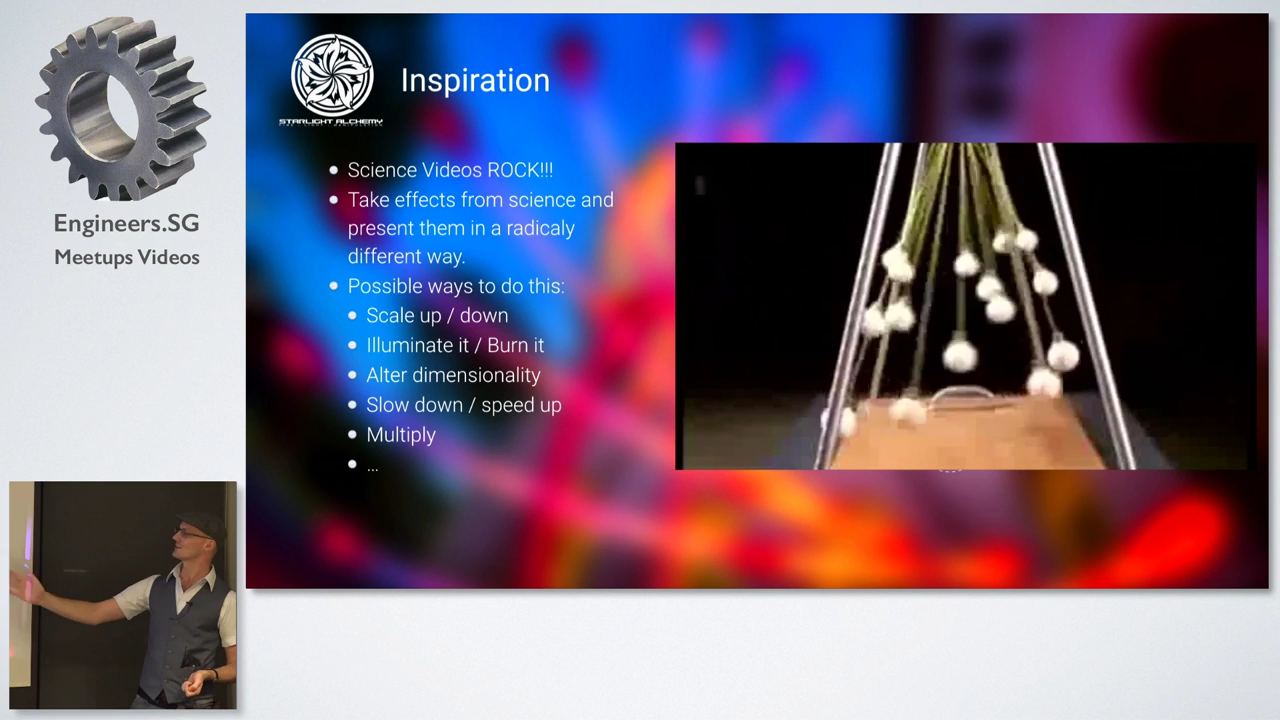 Engineers.SG
Meetups Videos
STARLIGHT ALCHEMY
Inspiration
Science Videos ROCK!!!
Take effects from science and
present them in a radicaly
different way.
Possible ways to do this:
Scale up / down
Illuminate it / Burn it
Alter dimensionality
Slow down / speed up
Multiply
...